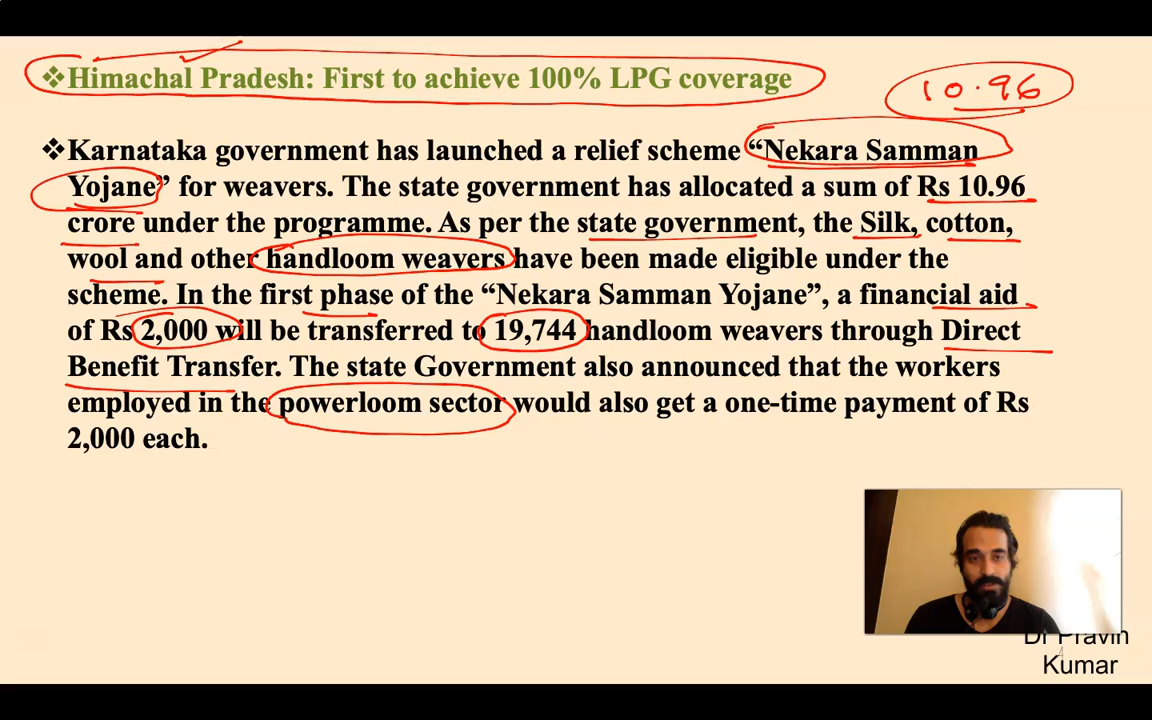 ❖Himachal Pradesh: First to achieve 100% LPG coverage
10.96
❖Karnataka government has launched a relief scheme “Nekara Samman
Yojane” for weavers. The state government has allocated a sum of Rs 10.96
crore under the programme. As per the state government, the Silk, cotton,
wool and other handloom weavers have been made eligible under the
scheme. In the first phase of the “Nekara Samman Yojane”, a financial aid
of Rs 2,000 will be transferred to 19,744 handloom weavers through Direct
Benefit Transfer. The state Government also announced that the workers
employed in the powerloom sector would also get a one-time payment of Rs
2,000 each.
Dr Pravin
4
Kumar